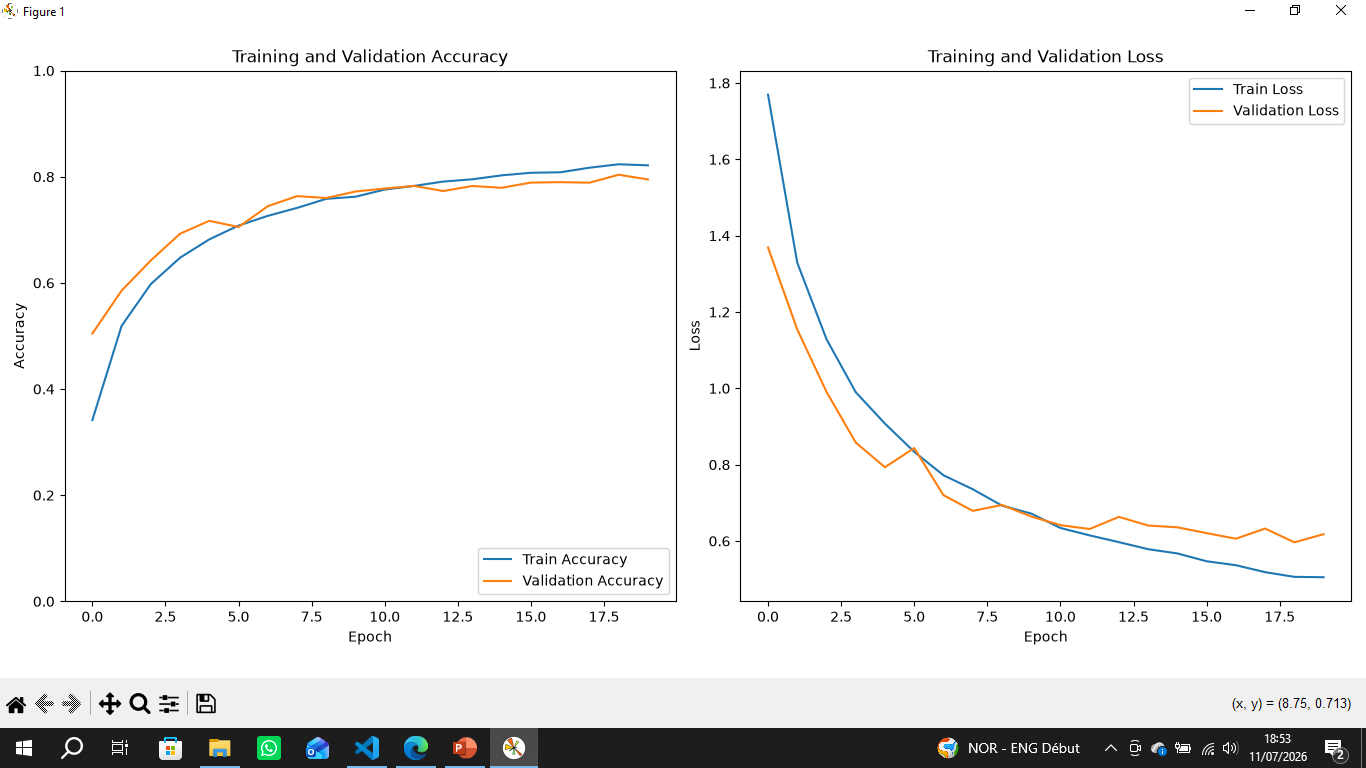 Figure 1
Training and Validation Accuracy
1.0
0.8
0.6
0.4
0.2
0.0
Accuracy
0.0 2.5 5.0 7.5 10.0 12.5 15.0 17.5
Epoch
Train Accuracy
Validation Accuracy
Training and Validation Loss
1.8
1.6
1.4
1.2
1.0
0.8
0.6
Loss
0.0 2.5 5.0 7.5 10.0 12.5 15.0 17.5
Epoch
Train Loss
Validation Loss
(x, y) = (8.75, 0.713)
NOR - ENG Début
18:53
11/07/2026
2